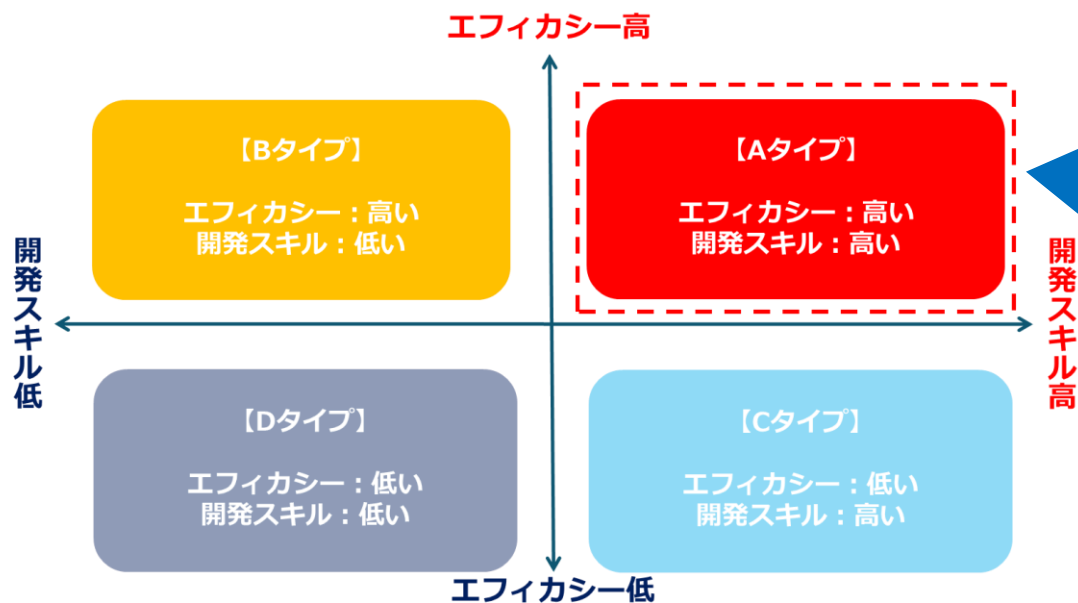 エフィカシー高
【Bタイプ】
エフィカシー：高い
開発スキル：低い
【Aタイプ】
エフィカシー：高い
開発スキル：高い
開発スキル低
開発スキル高
【Dタイプ】
エフィカシー：低い
開発スキル：低い
【Cタイプ】
エフィカシー：低い
開発スキル：高い
エフィカシー低